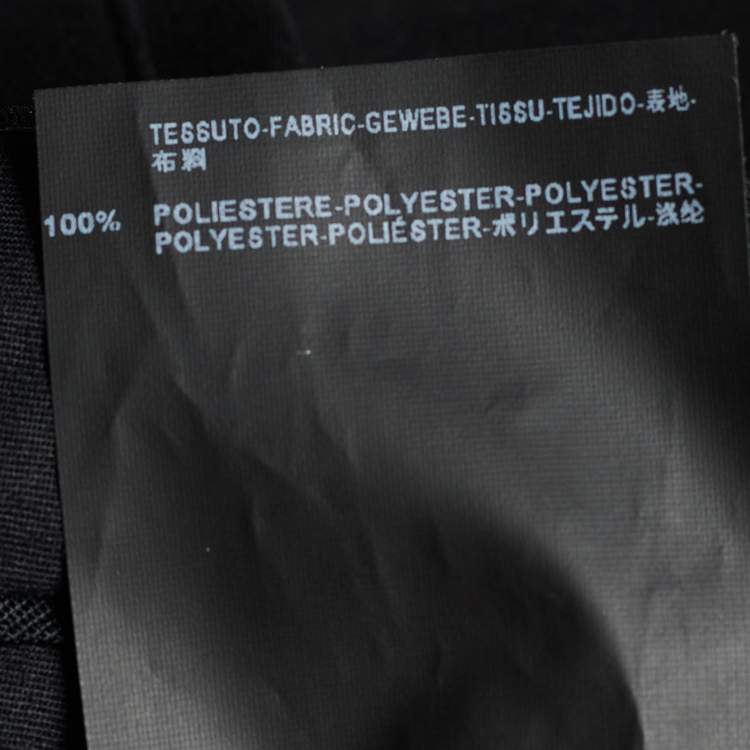 TESSUTO-FABRIC-GEWEBE-TISSU-TEJIDO-表地-
布料
100% POLIESTERE-POLYESTER-POLYESTER-
POLYESTER-POLIÉSTER-ポリエステル-涤纶